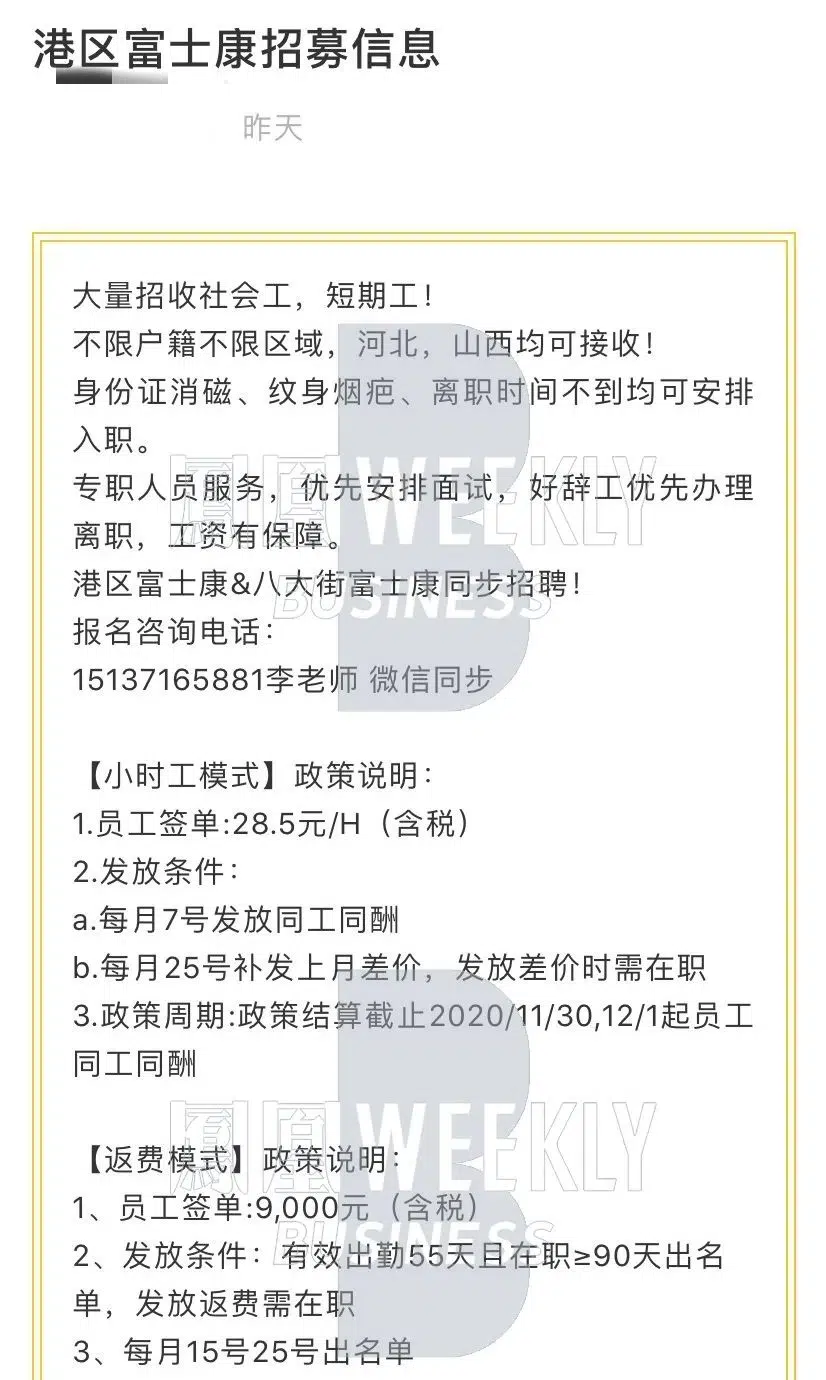 港区富士康招募信息
昨天
大量招收社会工，短期工！
不限户籍不限区域，河北，山西均可接收！
身份证消磁、纹身烟疤、离职时间不到均可安排
入职。
专职人员服务，优先安排面试，好辞工优先办理
离职，工资有保障。
港区富士康&八大街富士康同步招聘！
报名咨询电话：
15137165881李老师 微信同步
【小时工模式】政策说明：
1.员工签单:28.5元/H（含税）
2.发放条件：
a.每月7号发放同工同酬
b.每月25号补发上月差价，发放差价时需在职
3.政策周期:政策结算截止2020/11/30,12/1起员工
同工同酬
【返费模式】政策说明：
1、员工签单:9,000元（含税）
2、发放条件：有效出勤55天且在职≥90天出名
单，发放返费需在职
3、每月15号25号出名单
鳳凰WEEKLY
BUSINESS
鳳凰WEEKLY
BUSINESS